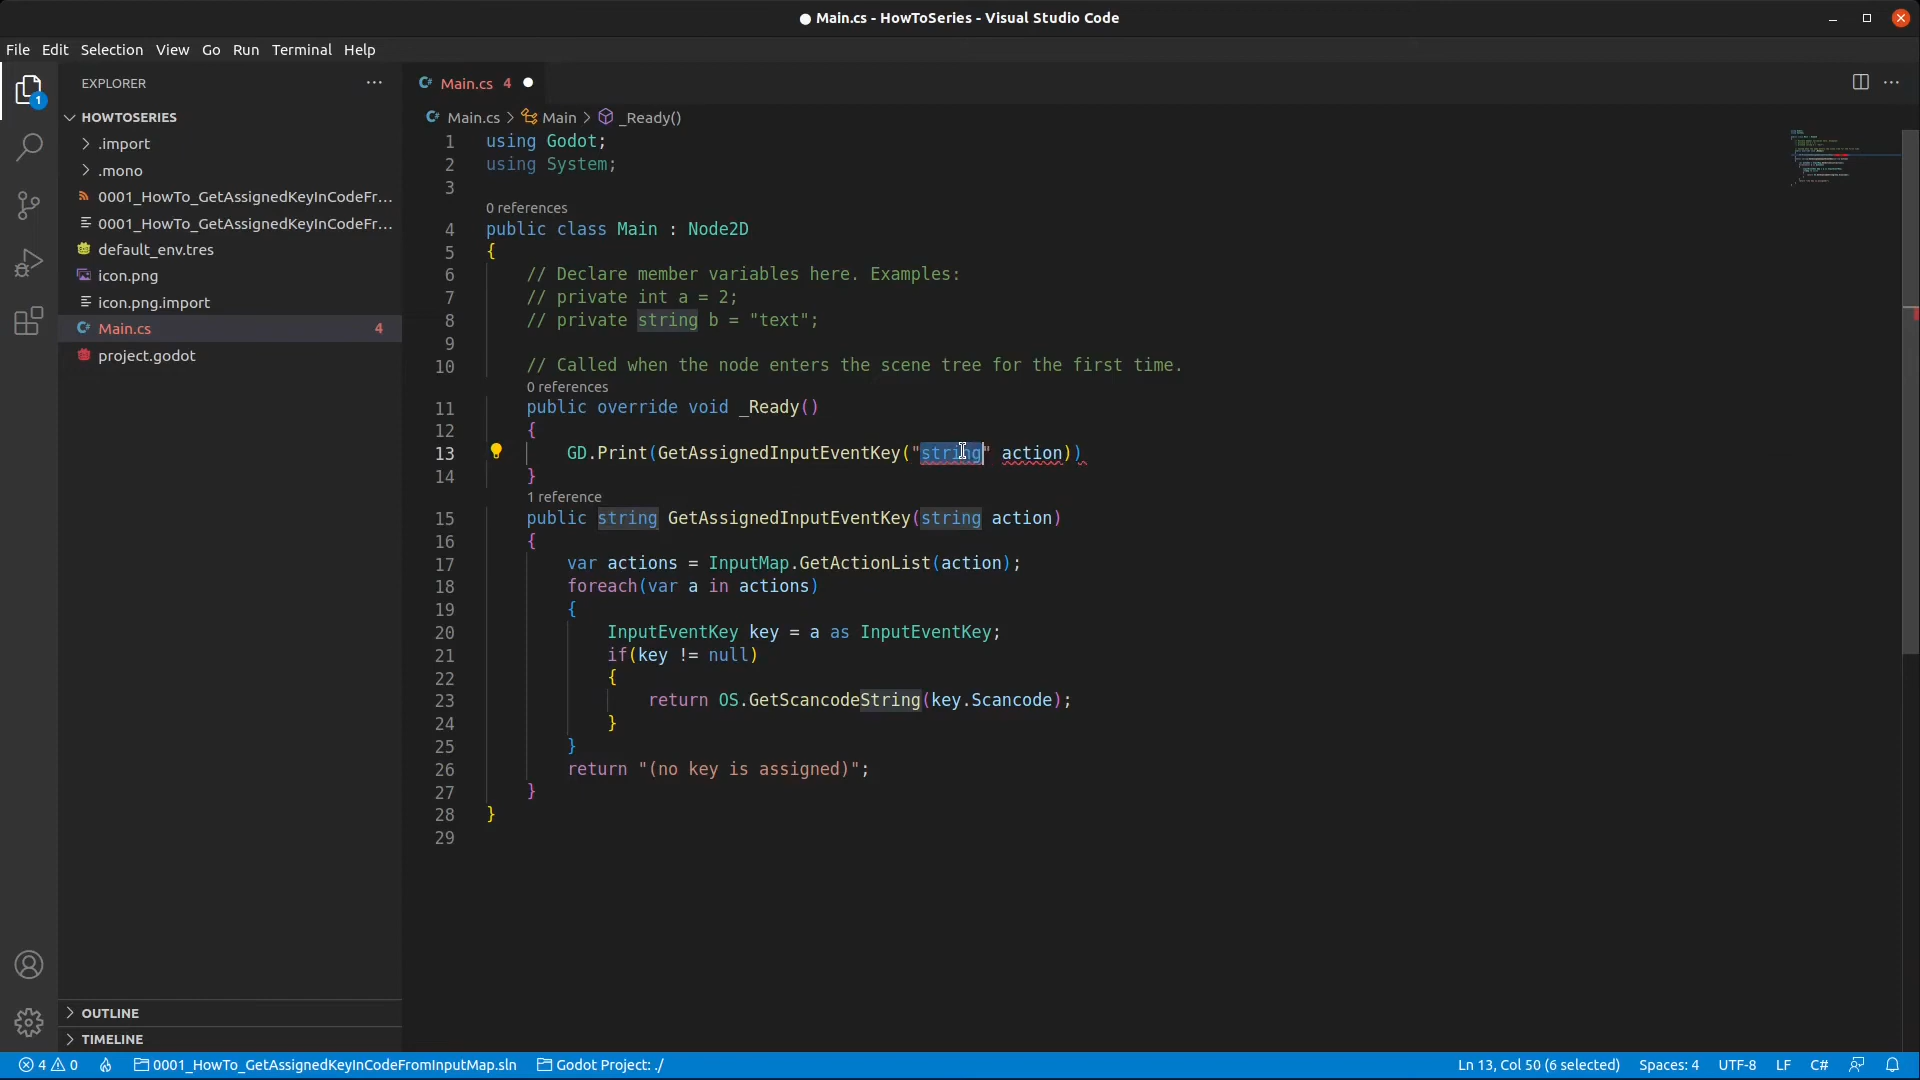 Main.cs - HowToSeries - Visual Studio Code
File Edit Selection View Go Run Terminal Help
EXPLORER
HOWTOSERIES
.import
.mono
0001_HowTo_GetAssignedKeyInCodeFr...
0001_HowTo_GetAssignedKeyInCodeFr...
default_env.tres
icon.png
icon.png.import
Main.cs 4
project.godot
OUTLINE
TIMELINE
1
Main.cs 4
Main.cs > Main > _Ready()
1 using Godot;
2 using System;
3
0 references
4 public class Main : Node2D
5 {
6 // Declare member variables here. Examples:
7 // private int a = 2;
8 // private string b = "text";
9
10 // Called when the node enters the scene tree for the first time.
0 references
11 public override void _Ready()
12 {
13 GD.Print(GetAssignedInputEventKey("string" action))
14 }
1 reference
15 public string GetAssignedInputEventKey(string action)
16 {
17 var actions = InputMap.GetActionList(action);
18 foreach(var a in actions)
19 {
20 InputEventKey key = a as InputEventKey;
21 if(key != null)
22 {
23 return OS.GetScancodeString(key.Scancode);
24 }
25 }
26 return "(no key is assigned)";
27 }
28 }
29
4 0 0001_HowTo_GetAssignedKeyInCodeFromInputMap.sln Godot Project: ./ Ln 13, Col 50 (6 selected) Spaces: 4 UTF-8 LF C#